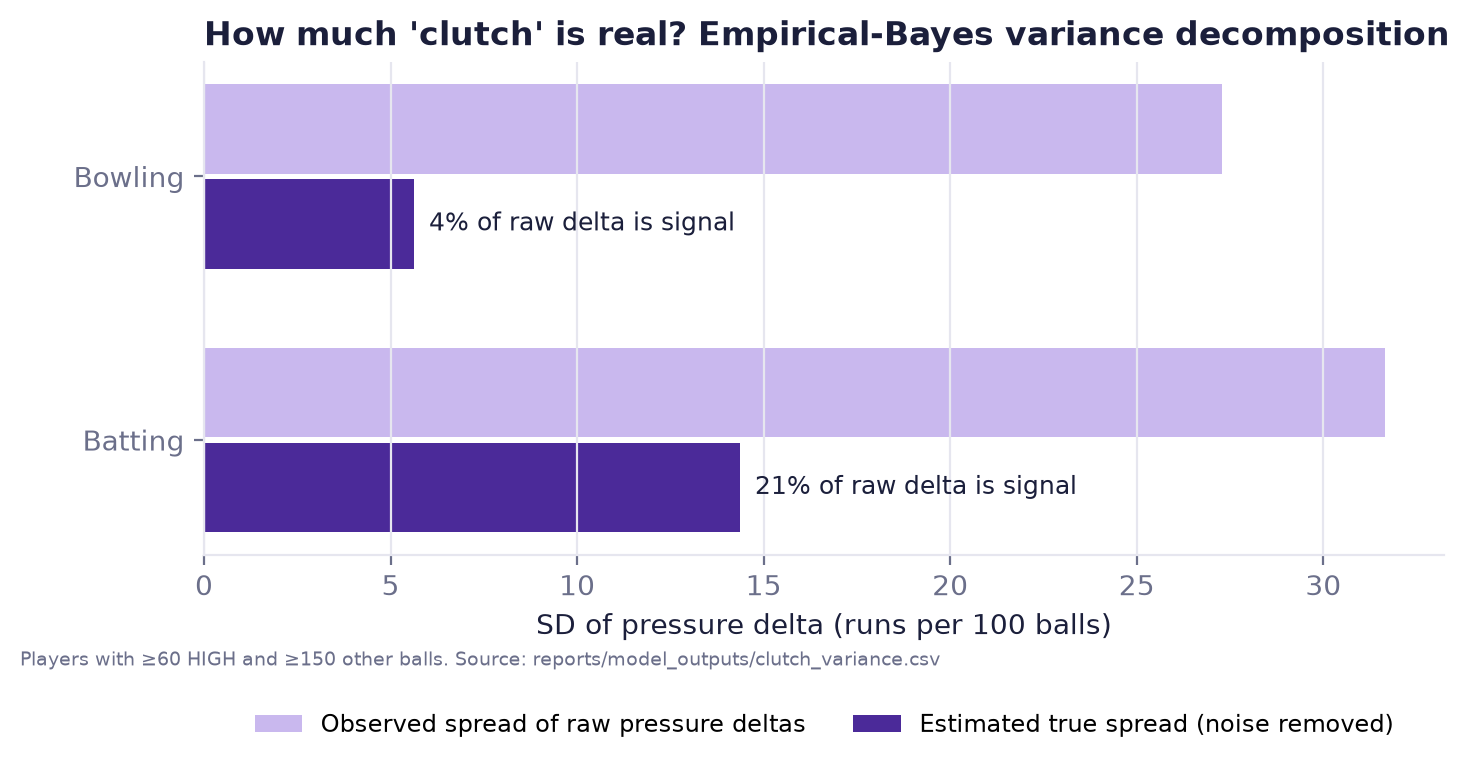 How much 'clutch' is real? Empirical-Bayes variance decomposition
Bowling
4% of raw delta is signal
Batting
21% of raw delta is signal
0 5 10 15 20 25 30
SD of pressure delta (runs per 100 balls)
Players with ≥60 HIGH and ≥150 other balls. Source: reports/model_outputs/clutch_variance.csv
Observed spread of raw pressure deltas Estimated true spread (noise removed)